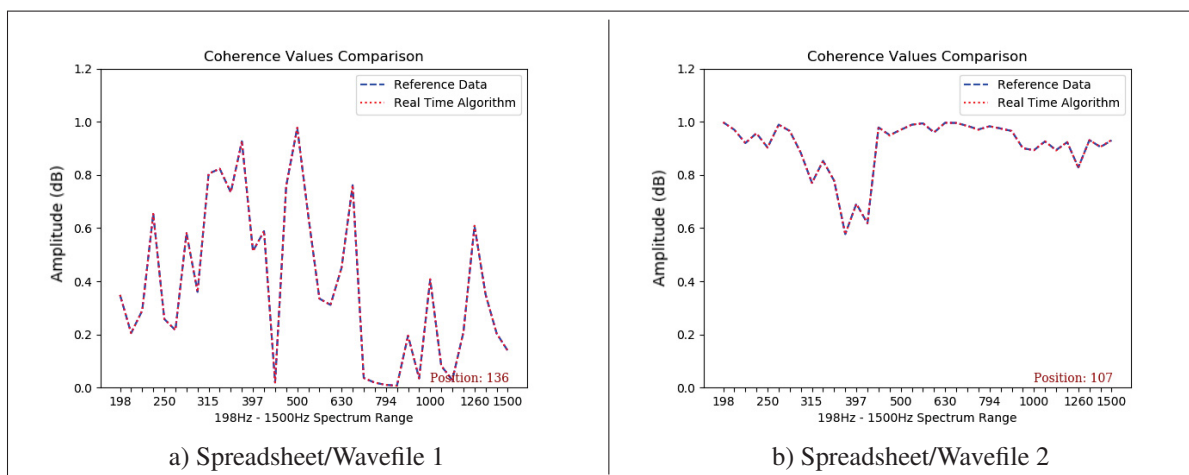 Coherence Values Comparison
Reference Data
Real Time Algorithm
Amplitude (dB)
1.2
1.0
0.8
0.6
0.4
0.2
0.0
Position: 136
198 250 315 397 500 630 794 1000 1260 1500
198Hz - 1500Hz Spectrum Range
a) Spreadsheet/Wavefile 1
Coherence Values Comparison
Reference Data
Real Time Algorithm
Amplitude (dB)
1.2
1.0
0.8
0.6
0.4
0.2
0.0
Position: 107
198 250 315 397 500 630 794 1000 1260 1500
198Hz - 1500Hz Spectrum Range
b) Spreadsheet/Wavefile 2